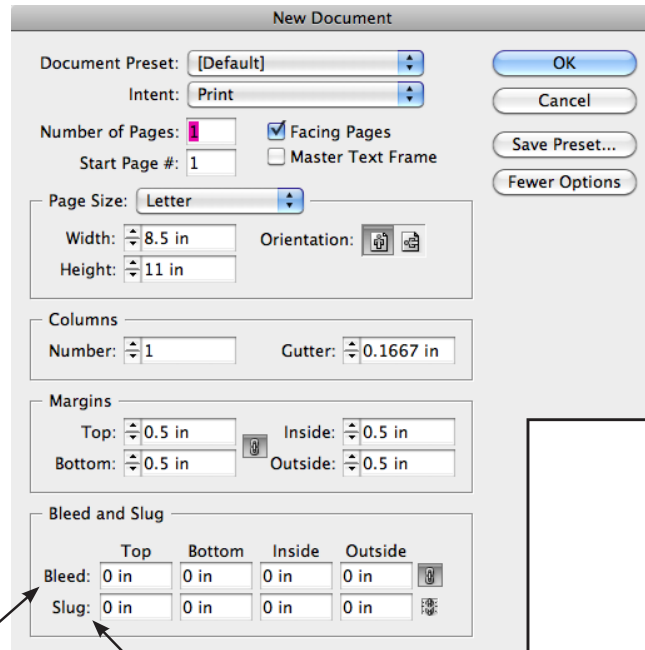 New Document
Document Preset: [Default]
OK
Intent: Print
Cancel
Number of Pages: 1
Facing Pages
Save Preset...
Start Page #: 1
Master Text Frame
Fewer Options
Page Size: Letter
Width: 8.5 in
Orientation:
Height: 11 in
Columns
Number: 1
Gutter: 0.1667 in
Margins
Top: 0.5 in
Inside: 0.5 in
Bottom: 0.5 in
Outside: 0.5 in
Bleed and Slug
Top Bottom Inside Outside
Bleed: 0 in 0 in 0 in 0 in
Slug: 0 in 0 in 0 in 0 in